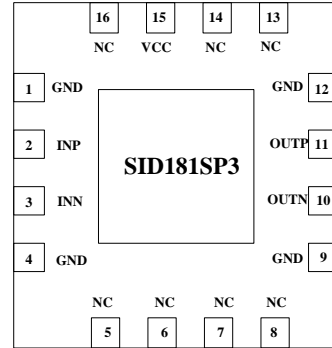 16 15 14 13
NC VCC NC NC
1 GND GND 12
2 INP OUTP 11
SID181SP3
3 INN OUTN 10
4 GND GND 9
NC NC NC NC
5 6 7 8